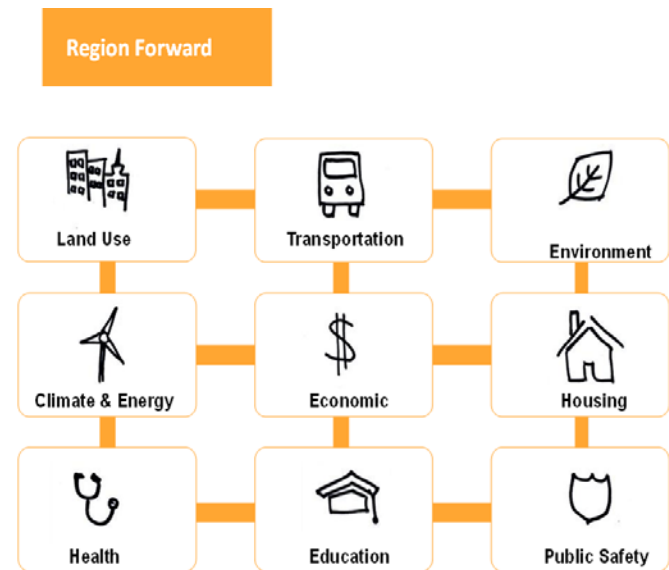 Region Forward
Land Use
Transportation
Environment
Climate & Energy
$
Economic
Housing
Health
Education
Public Safety